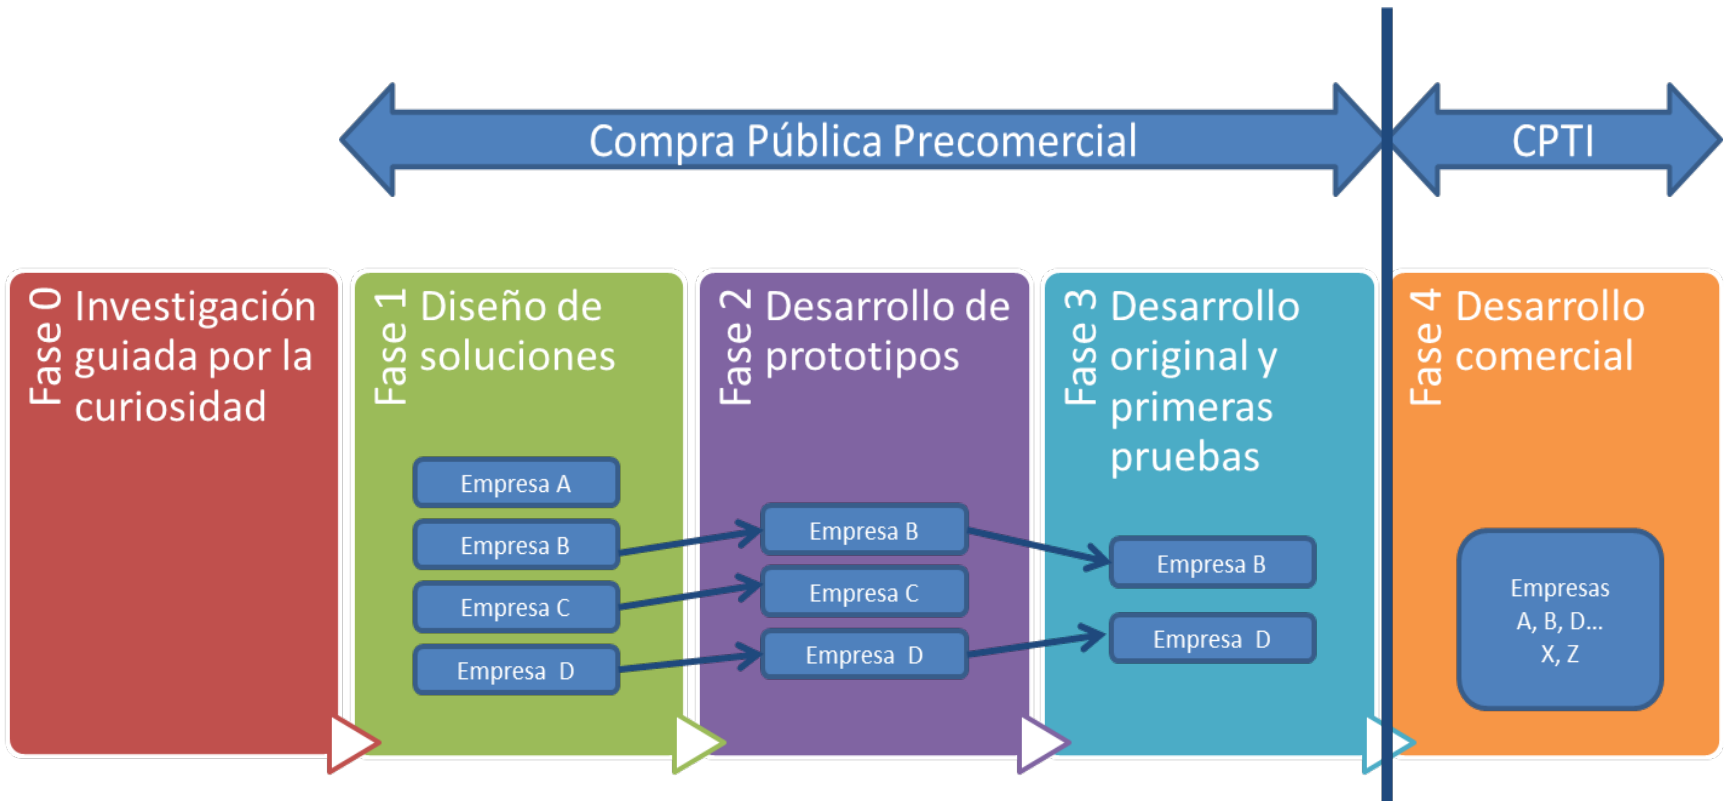 Compra Pública Precomercial
CPTI
Fase 0
Investigación
guiada por la
curiosidad
Fase 1
Diseño de
soluciones
Empresa A
Empresa B
Empresa C
Empresa  D
Fase 2
Desarrollo de
prototipos
Empresa B
Empresa C
Empresa  D
Fase 3
Desarrollo
original y
primeras
pruebas
Empresa B
Empresa  D
Fase 4
Desarrollo
comercial
Empresas
A, B, D...
X, Z